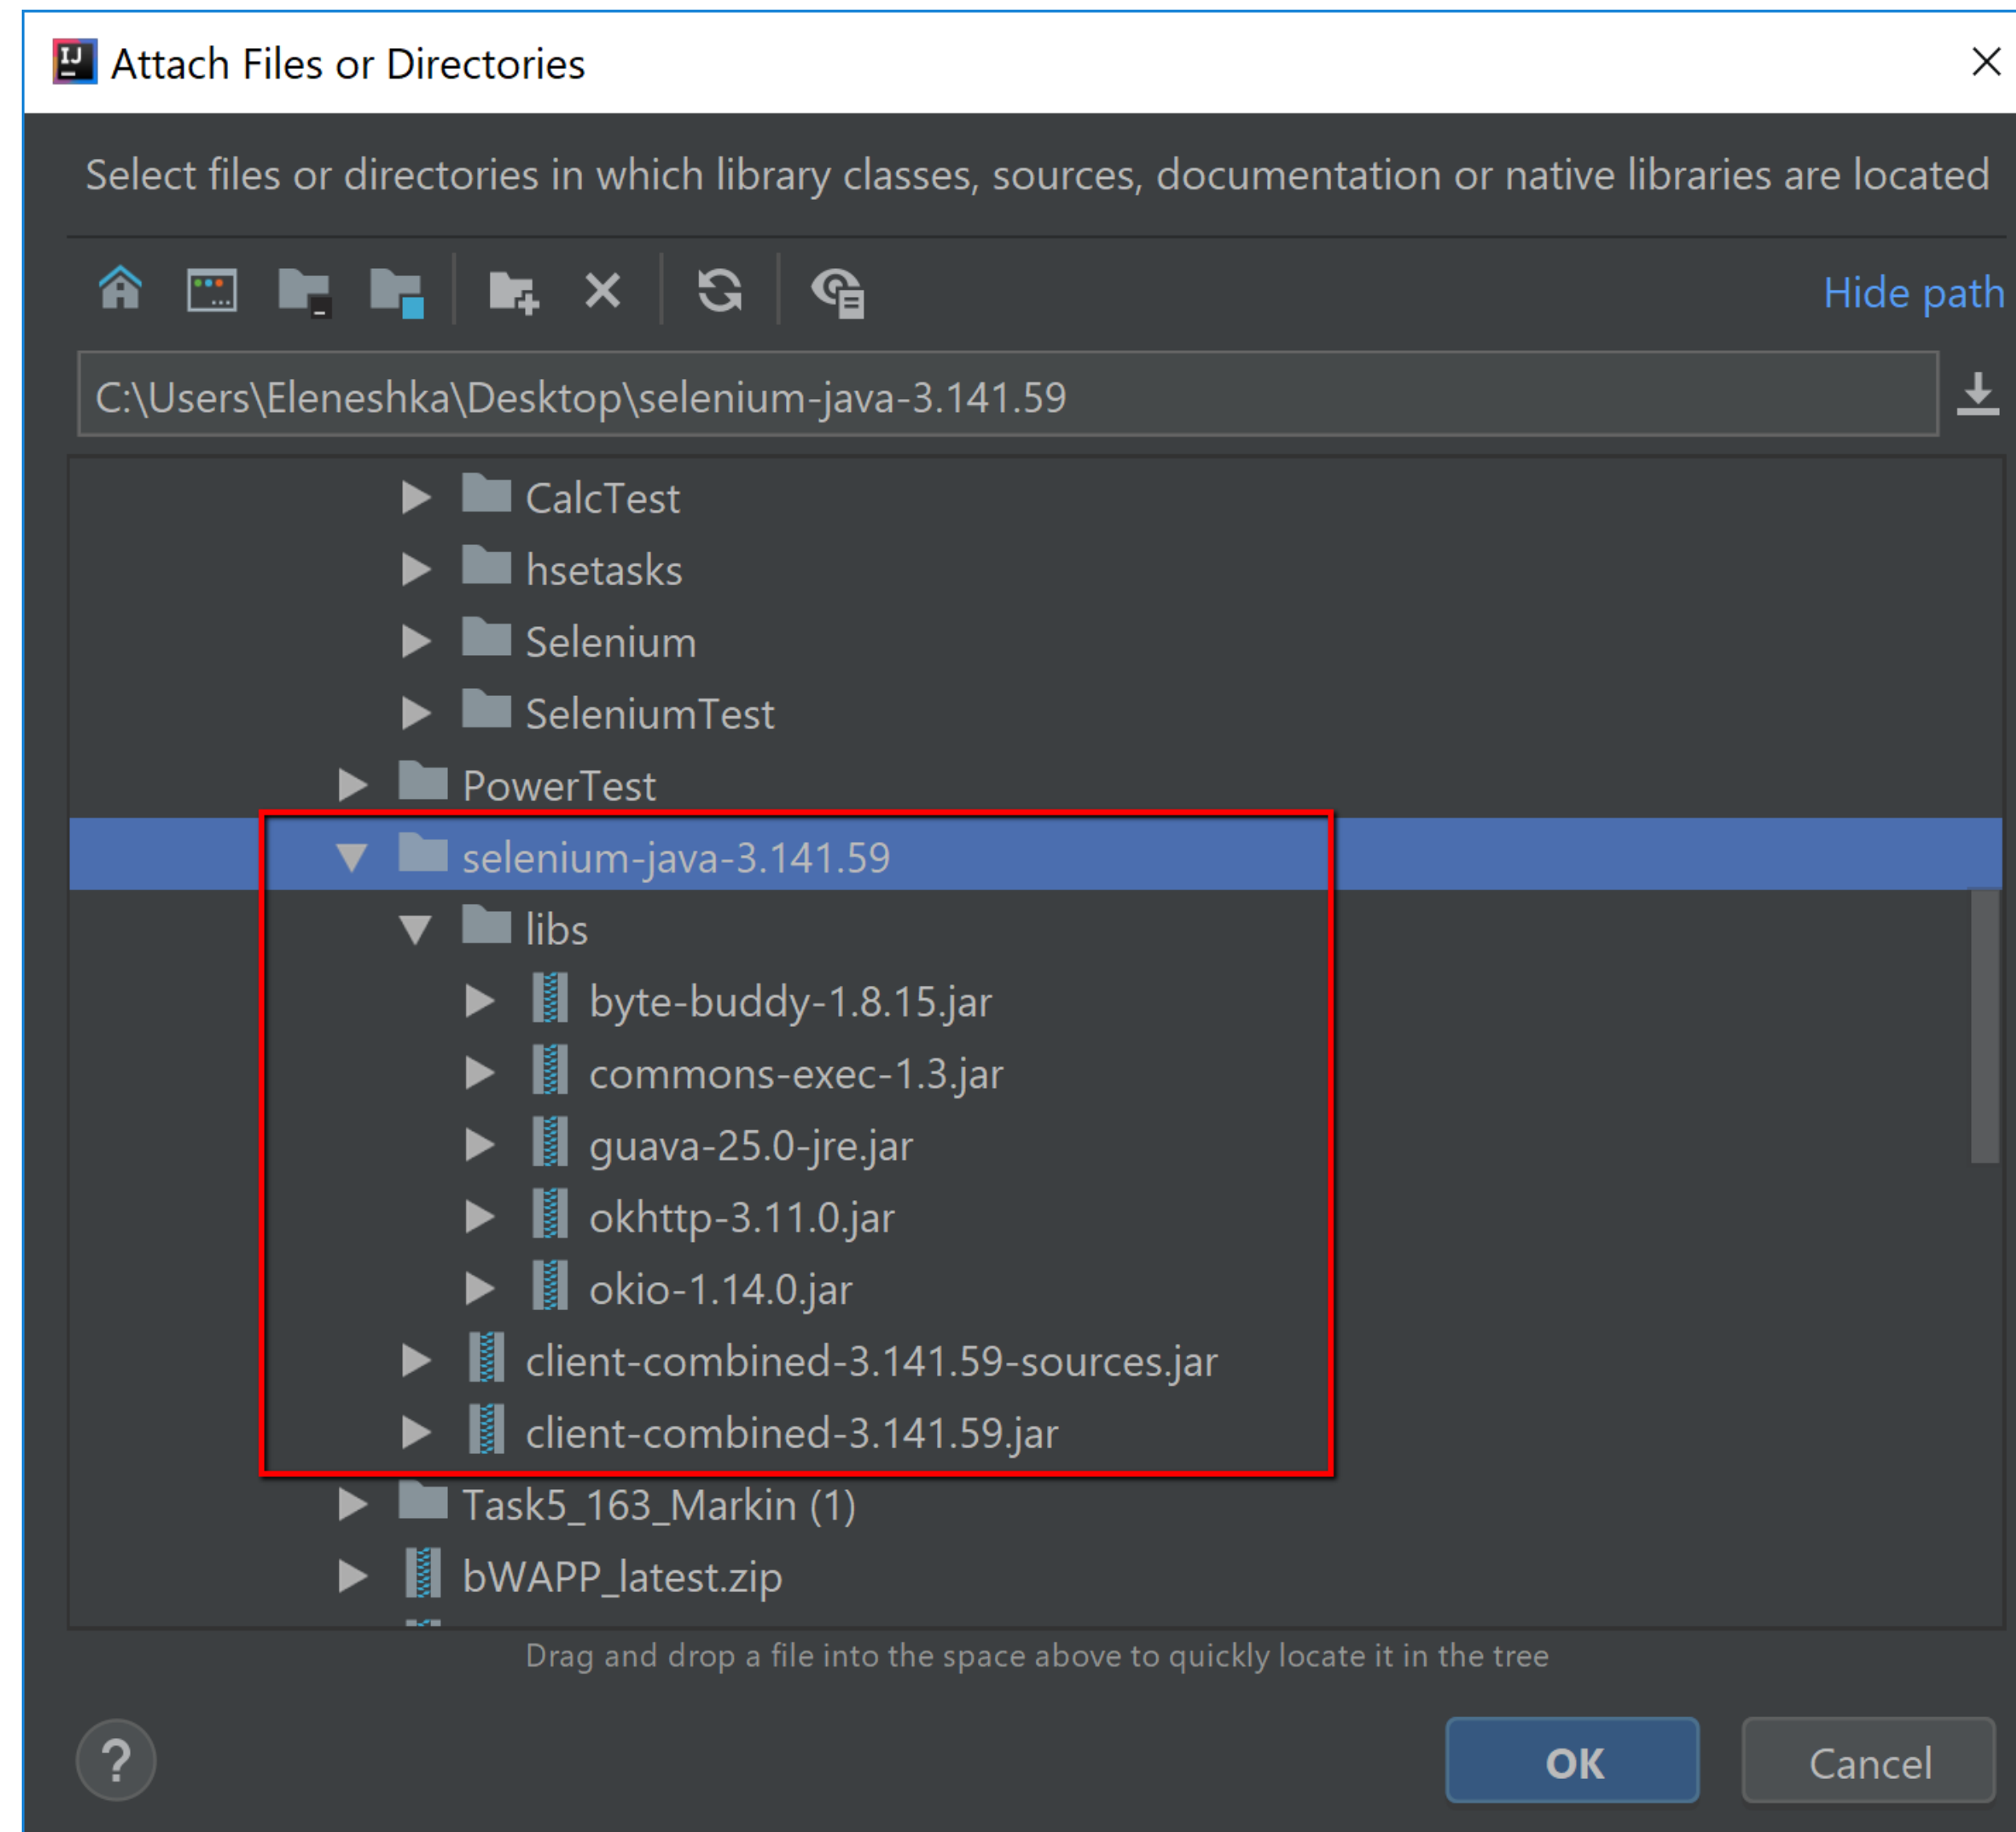 IJ Attach Files or Directories
Select files or directories in which library classes, sources, documentation or native libraries are located
Hide path
C:\Users\Eleneshka\Desktop\selenium-java-3.141.59
CalcTest
hsetasks
Selenium
SeleniumTest
PowerTest
selenium-java-3.141.59
libs
byte-buddy-1.8.15.jar
commons-exec-1.3.jar
guava-25.0-jre.jar
okhttp-3.11.0.jar
okio-1.14.0.jar
client-combined-3.141.59-sources.jar
client-combined-3.141.59.jar
Task5_163_Markin (1)
bWAPP_latest.zip
Drag and drop a file into the space above to quickly locate it in the tree
? OK Cancel